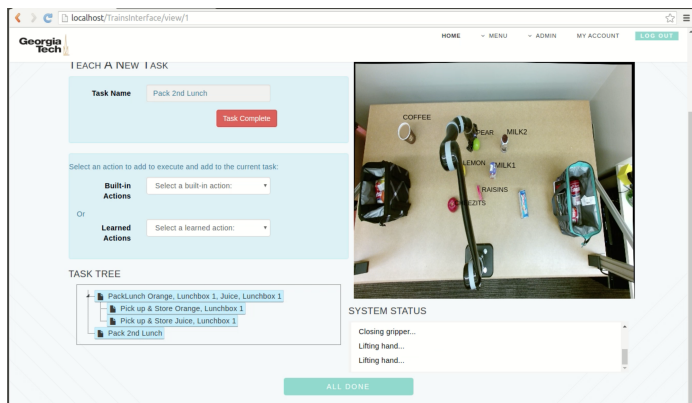 localhost/TrainsInterface/view/1
Georgia
Tech
HOME
MENU
ADMIN
MY ACCOUNT
LOG OUT
TEACH A NEW TASK
Task Name
Pack 2nd Lunch
Task Complete
Select an action to add to execute and add to the current task:
Built-in
Actions
Select a built-in action:
Or
Learned
Actions
Select a learned action:
COFFEE
PEAR
MILK2
LEMON
MILK1
RAISINS
TASK TREE
PackLunch Orange, Lunchbox 1, Juice, Lunchbox 1
Pick up & Store Orange, Lunchbox 1
Pick up & Store Juice, Lunchbox 1
Pack 2nd Lunch
SYSTEM STATUS
Closing gripper...
Lifting hand...
Lifting hand...
ALL DONE